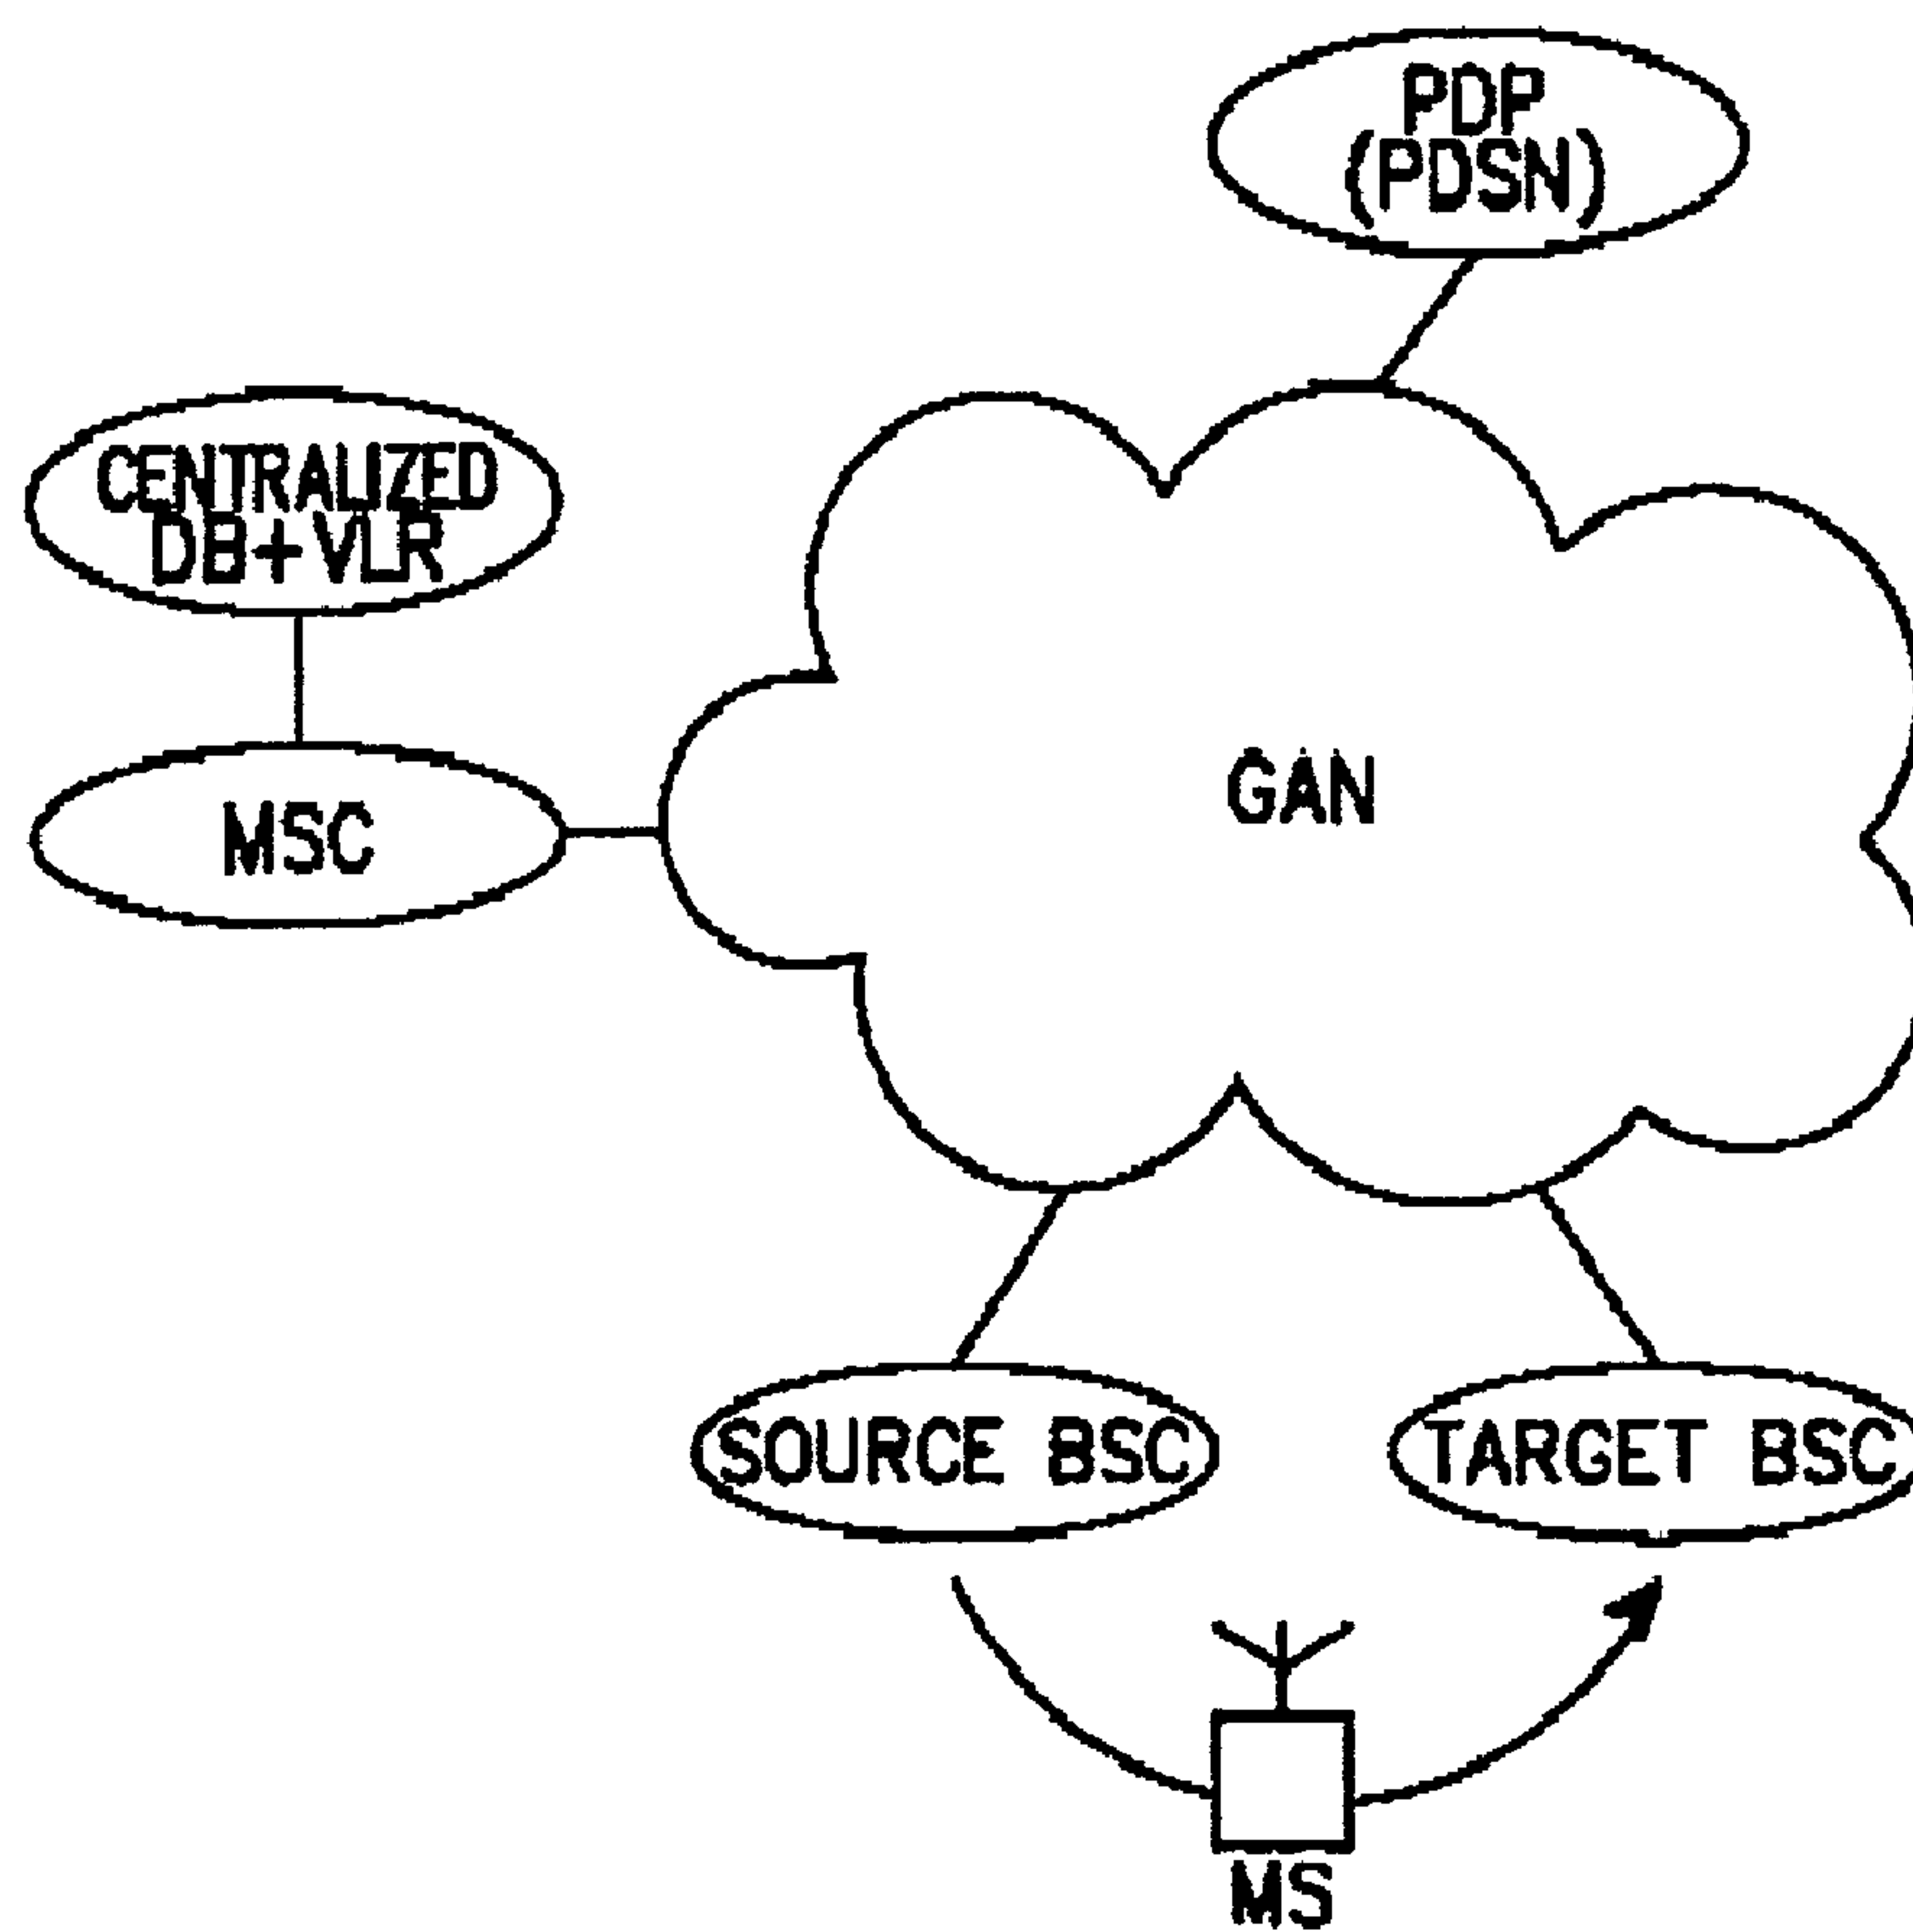 PDP
(PDSN)
CENTRALIZED
DB+VLR
GAN
MSC
SOURCE BSC
TARGET BSC
MS